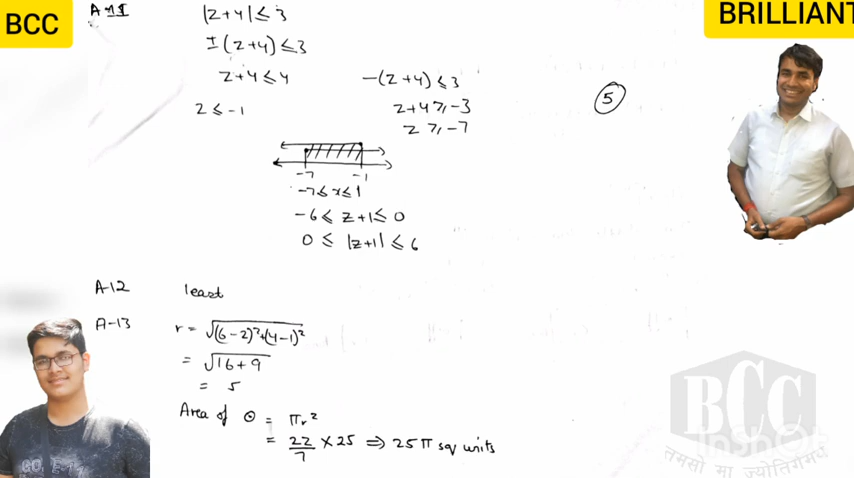 BCC
BRILLIANT
A-11
|z+4| ≤ 3
± (z+4) ≤ 3
z+4 ≤ 4
-(z+4) ≤ 3
z ≤ -1
z+4 ≥ -3
z ≥ -7
5
-7 -1
-7 ≤ x ≤ 1
-6 ≤ z+1 ≤ 0
0 ≤ |z+1| ≤ 6
A-12 least
A-13 r = √(6-2)²+(4-1)²
= √16+9
= 5
Area of ⊙ = πr²
= 22/7 × 25 ⇒ 25π sq units
BCC
InShOt
तमसो मा ज्योतिर्गमय